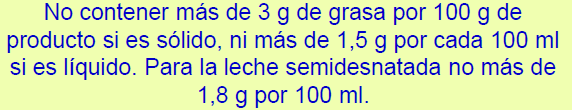 No contener más de 3 g de grasa por 100 g de
producto si es sólido, ni más de 1,5 g por cada 100 ml
si es líquido. Para la leche semidesnatada no más de
1,8 g por 100 ml.